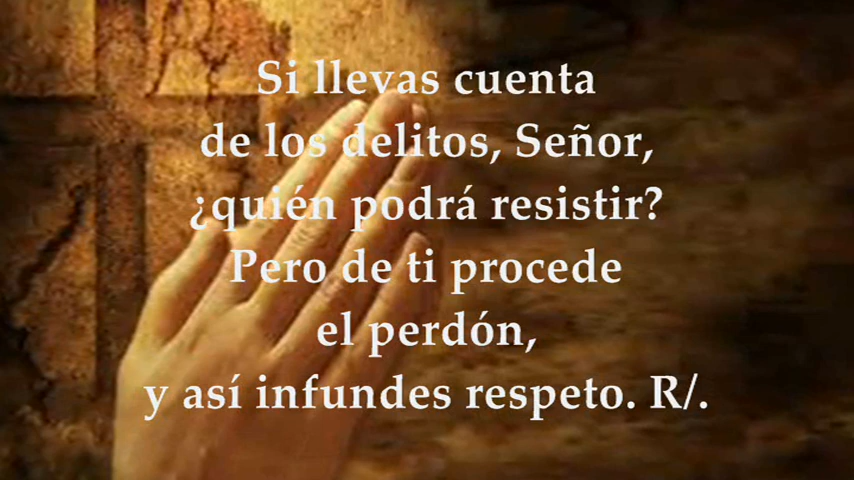 Si llevas cuenta
de los delitos, Señor,
¿quién podrá resistir?
Pero de ti procede
el perdón,
y así infundes respeto. R/.